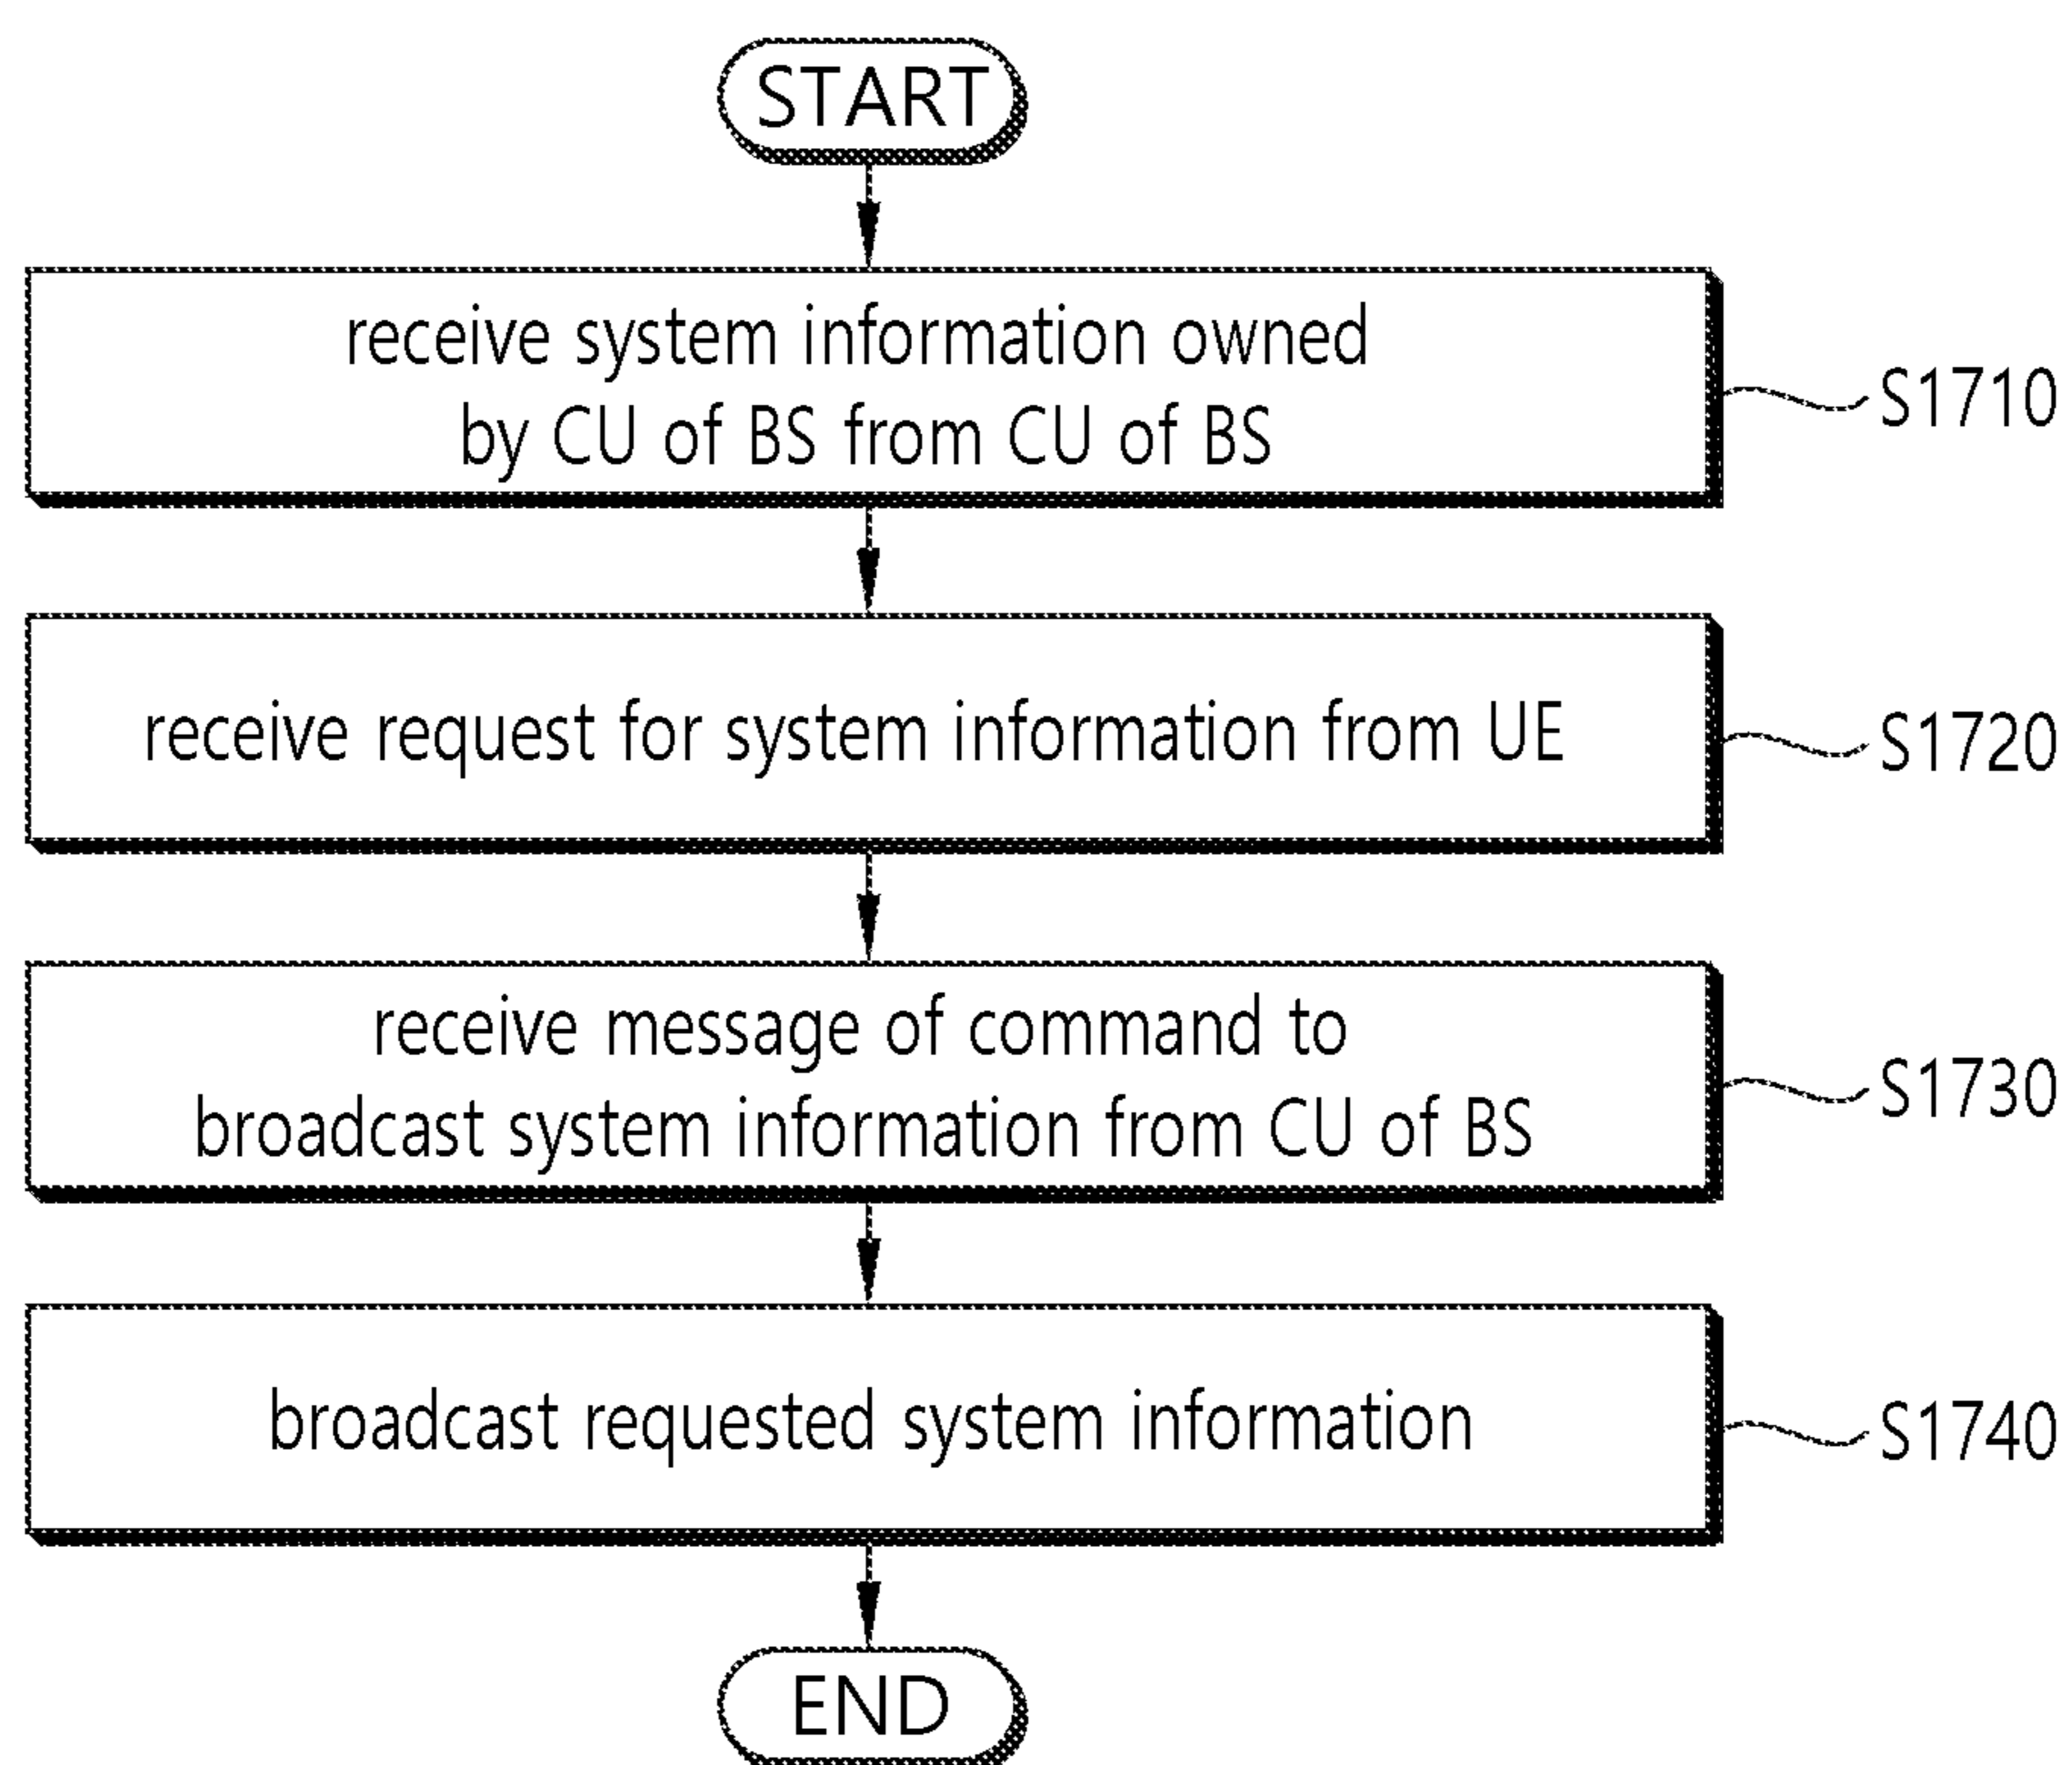 START
receive system information owned
by CU of BS from CU of BS
S1710
receive request for system information from UE
S1720
receive message of command to
broadcast system information from CU of BS
S1730
broadcast requested system information
S1740
END